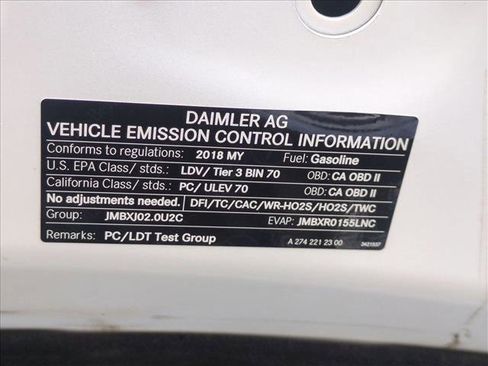 DAIMLER AG
VEHICLE EMISSION CONTROL INFORMATION
Conforms to regulations: 2018 MY Fuel: Gasoline
U.S. EPA Class/ stds.: LDV/ Tier 3 BIN 70 OBD: CA OBD II
California Class/ stds.: PC/ ULEV 70 OBD: CA OBD II
No adjustments needed. DFI/TC/CAC/WR-HO2S/HO2S/TWC
Group: JMBXJ02.0U2C EVAP: JMBXR0155LNC
Remarks: PC/LDT Test Group A 274 221 23 00